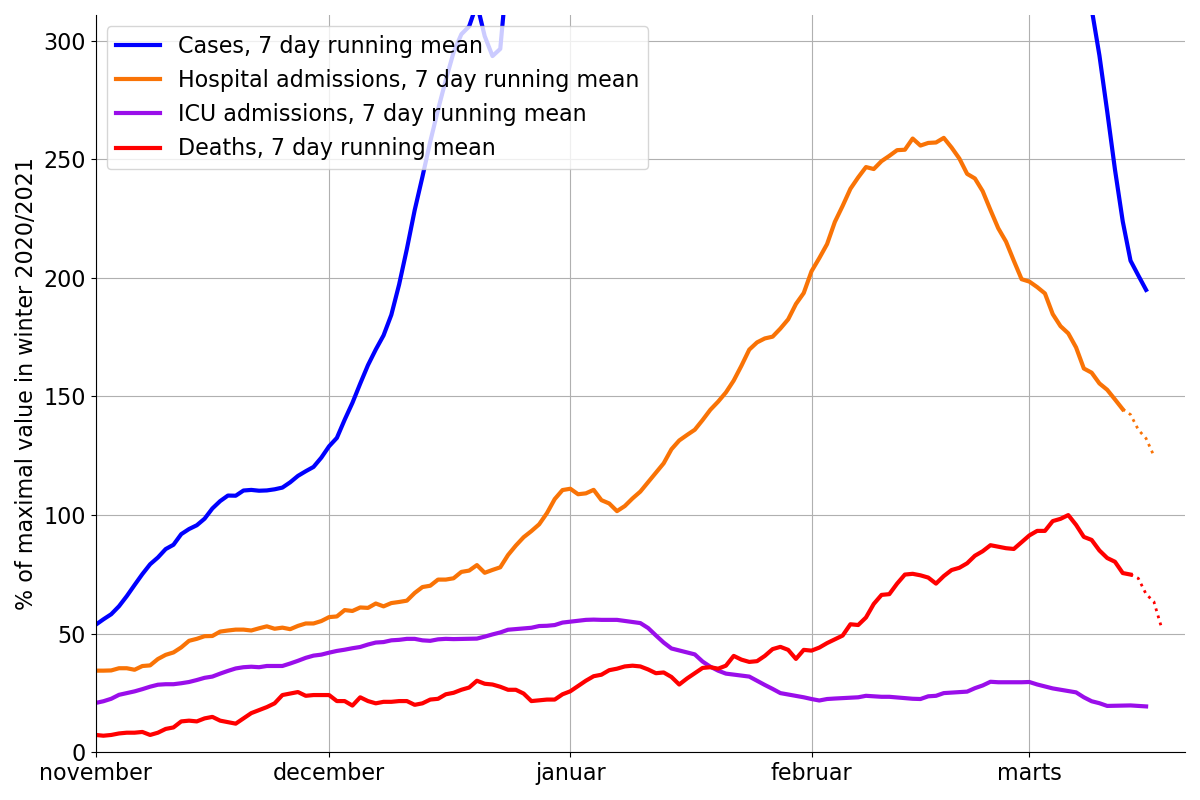 % of maximal value in winter 2020/2021
300
250
200
150
100
50
0
Cases, 7 day running mean
Hospital admissions, 7 day running mean
ICU admissions, 7 day running mean
Deaths, 7 day running mean
november december januar februar marts